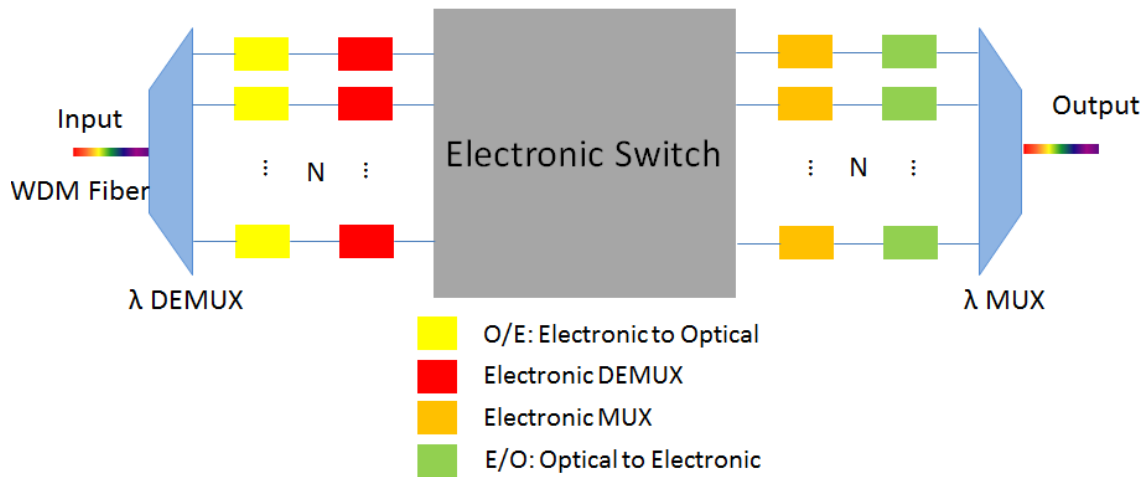 Input
WDM Fiber
λ DEMUX
⋮ N ⋮
Electronic Switch
⋮ N ⋮
Output
λ MUX
O/E: Electronic to Optical
Electronic DEMUX
Electronic MUX
E/O: Optical to Electronic